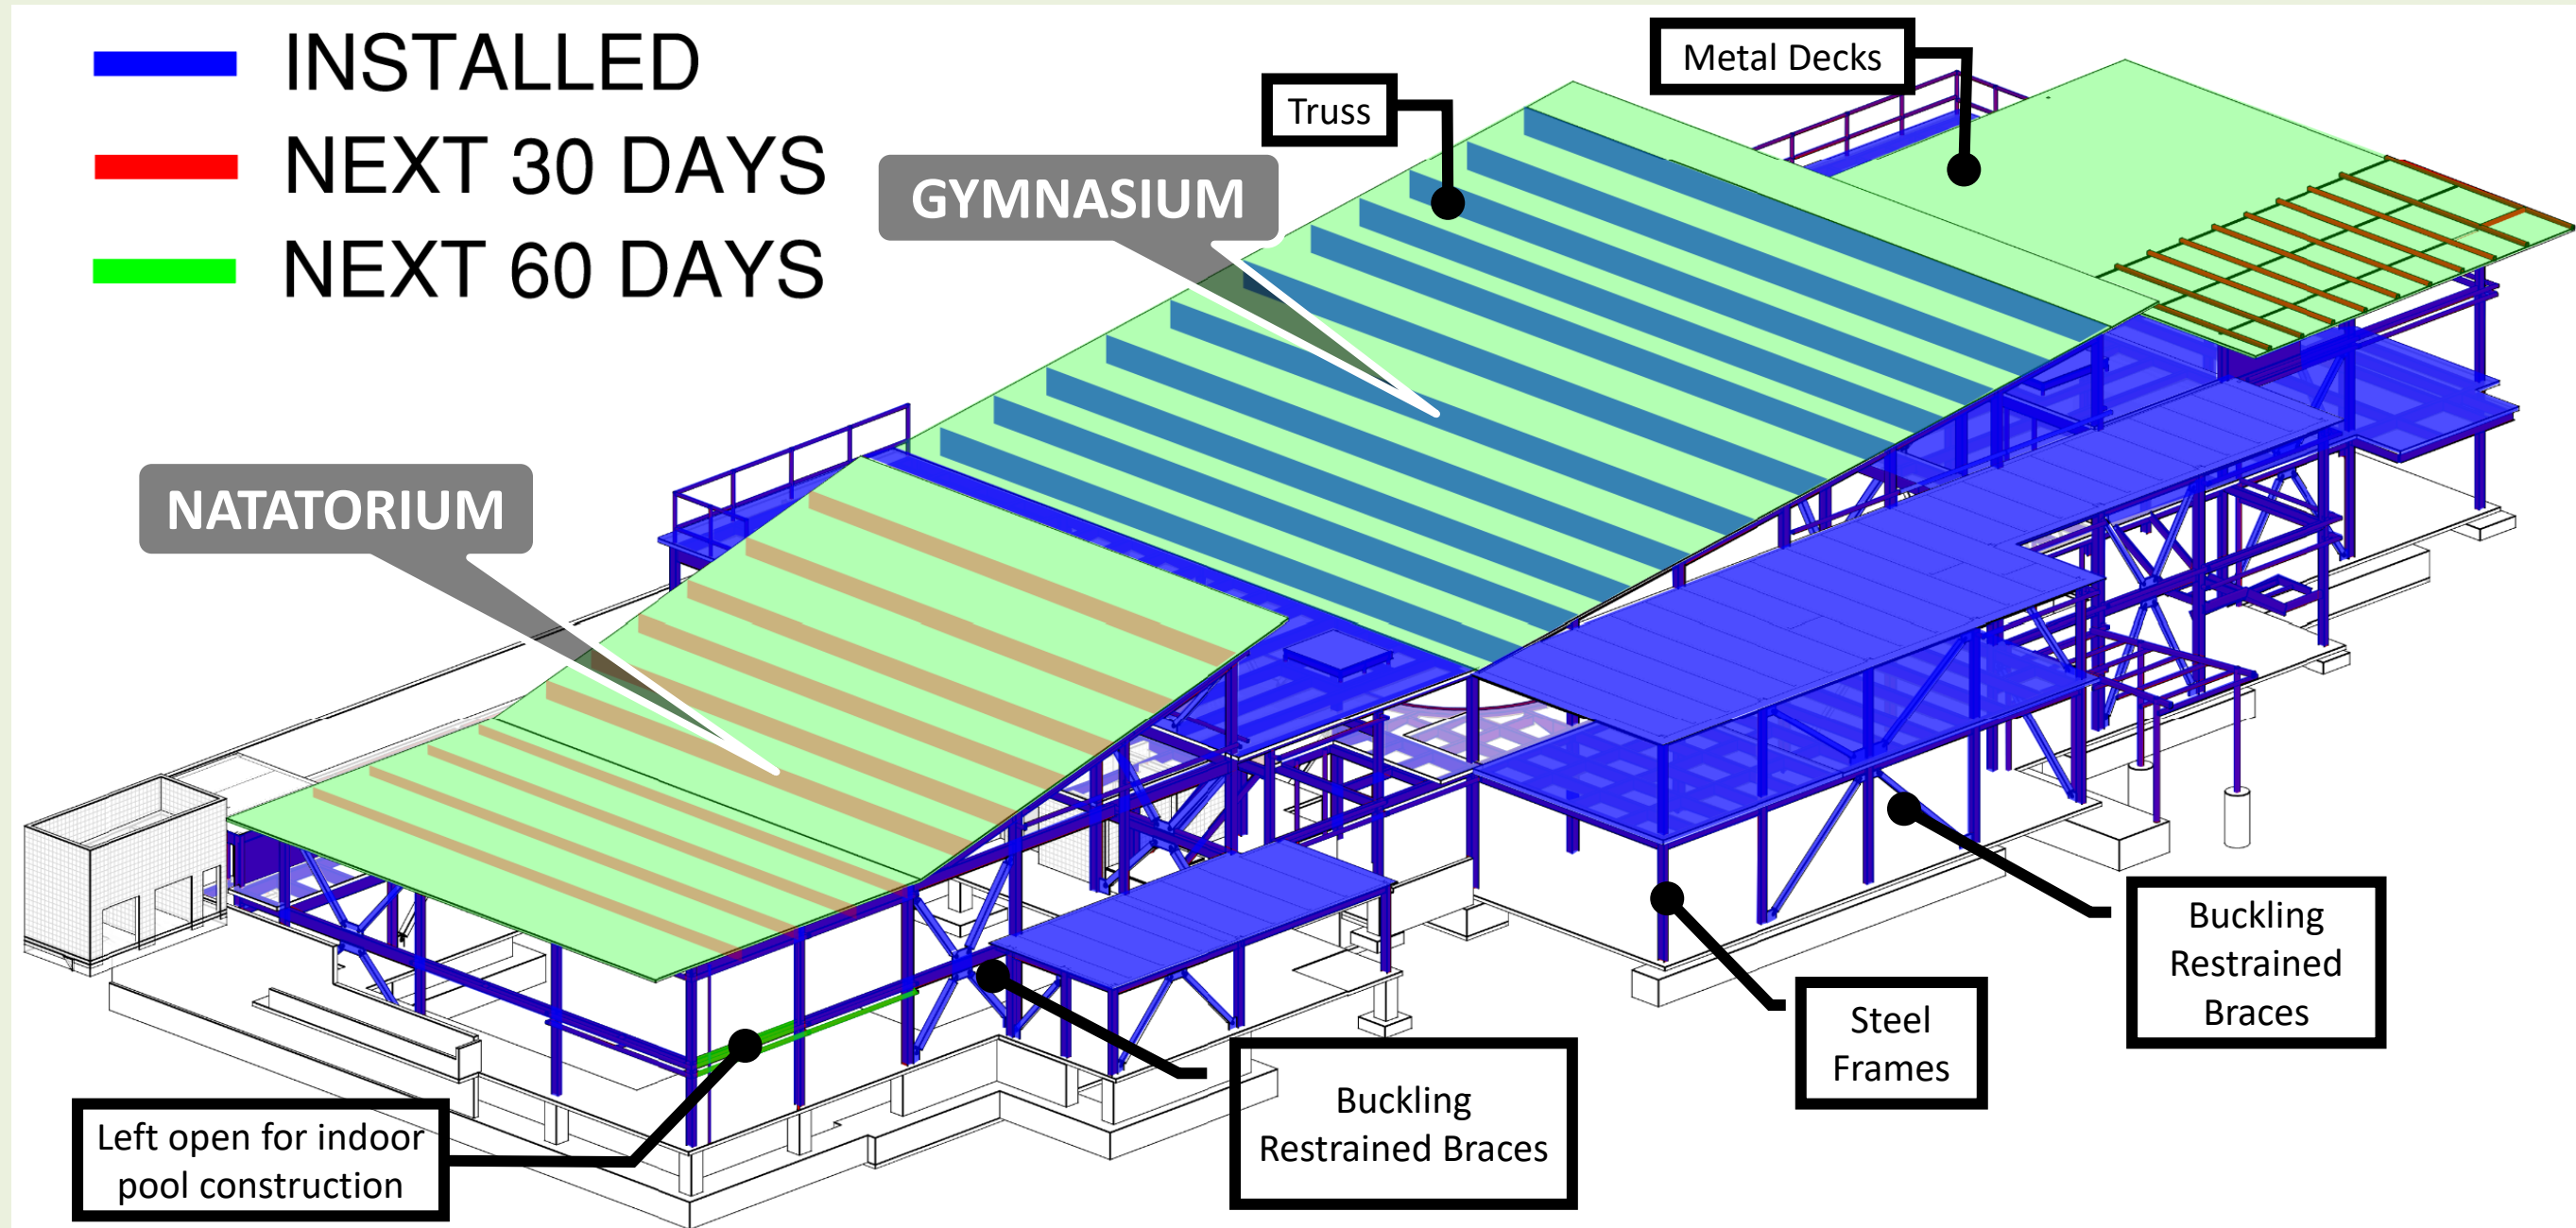 INSTALLED
NEXT 30 DAYS
NEXT 60 DAYS
Metal Decks
Truss
GYMNASIUM
NATATORIUM
Buckling
Restrained
Braces
Steel
Frames
Buckling
Restrained Braces
Left open for indoor
pool construction